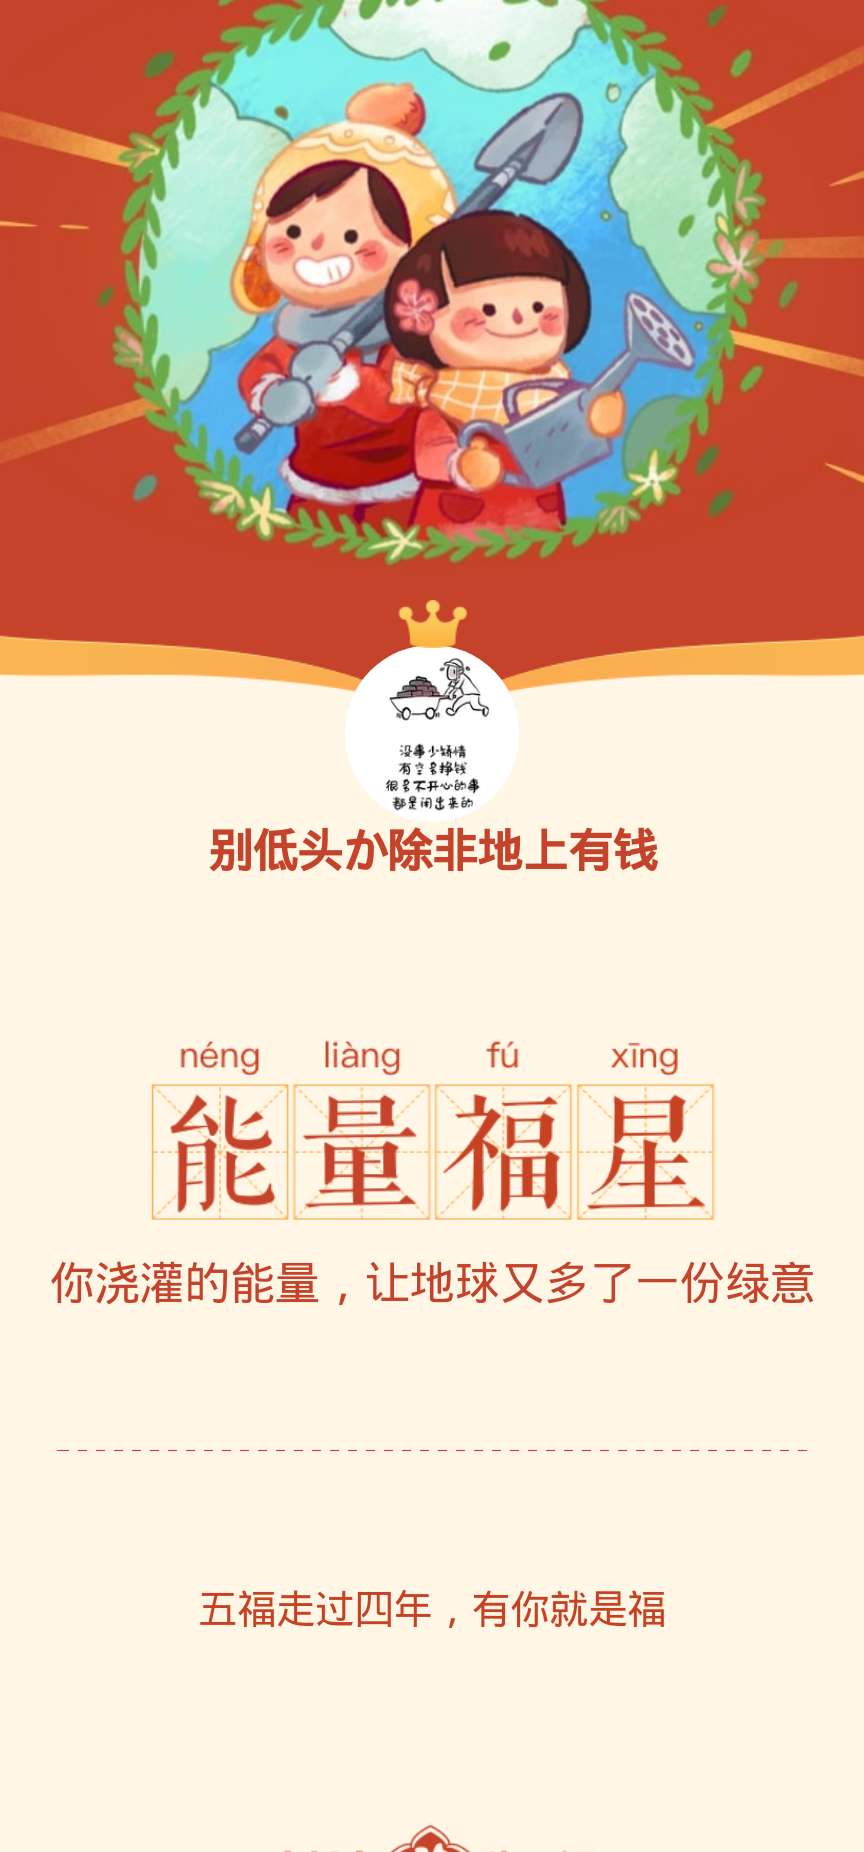 没事少矫情
有空多挣钱
很多不开心的事
都是闲出来的
别低头か除非地上有钱
néng liàng fú xīng
能量福星
你浇灌的能量，让地球又多了一份绿意
五福走过四年，有你就是福